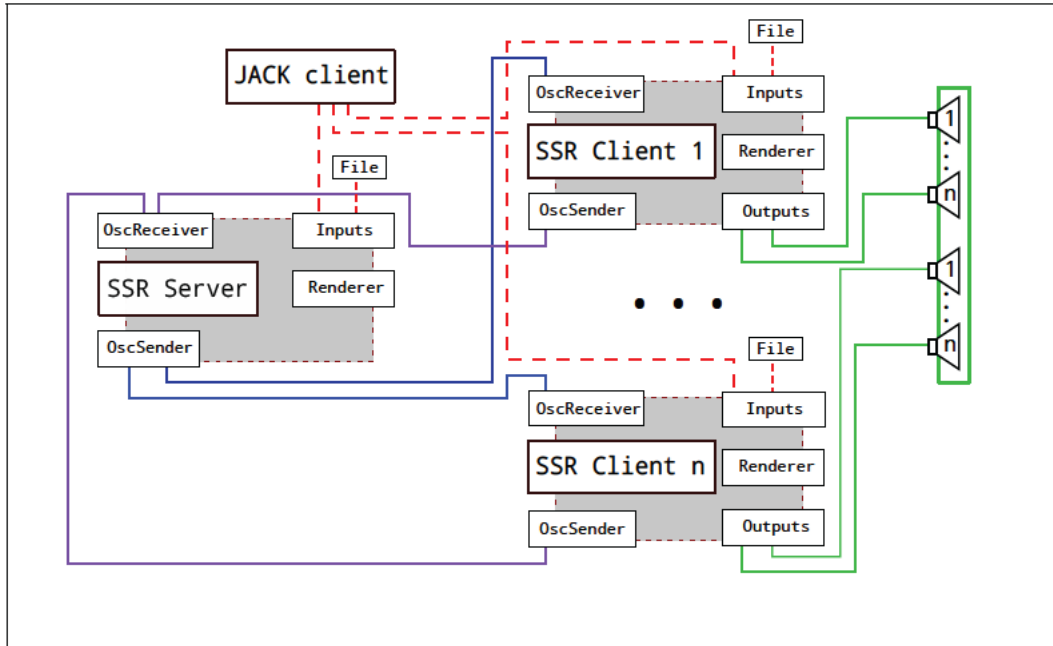 File
JACK client
OscReceiver
Inputs
SSR Client 1
Renderer
OscSender
Outputs
1
n
File
OscReceiver
Inputs
SSR Server
Renderer
OscSender
1
n
File
OscReceiver
Inputs
SSR Client n
Renderer
OscSender
Outputs